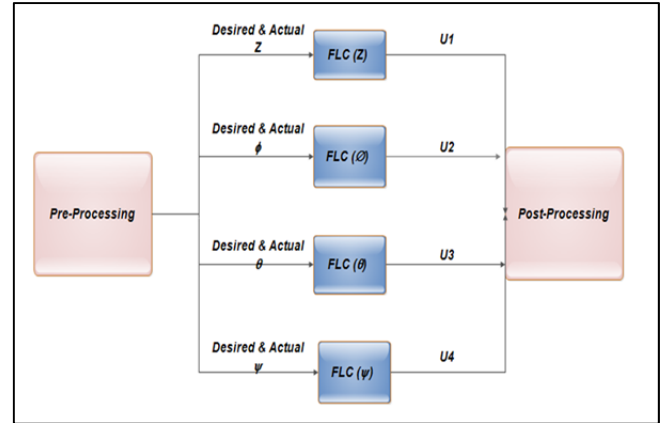 Desired & Actual
Z
FLC (Z)
U1
Desired & Actual
ϕ
FLC (Ø)
U2
Pre-Processing
Post-Processing
Desired & Actual
θ
FLC (θ)
U3
Desired & Actual
ψ
FLC (ψ)
U4